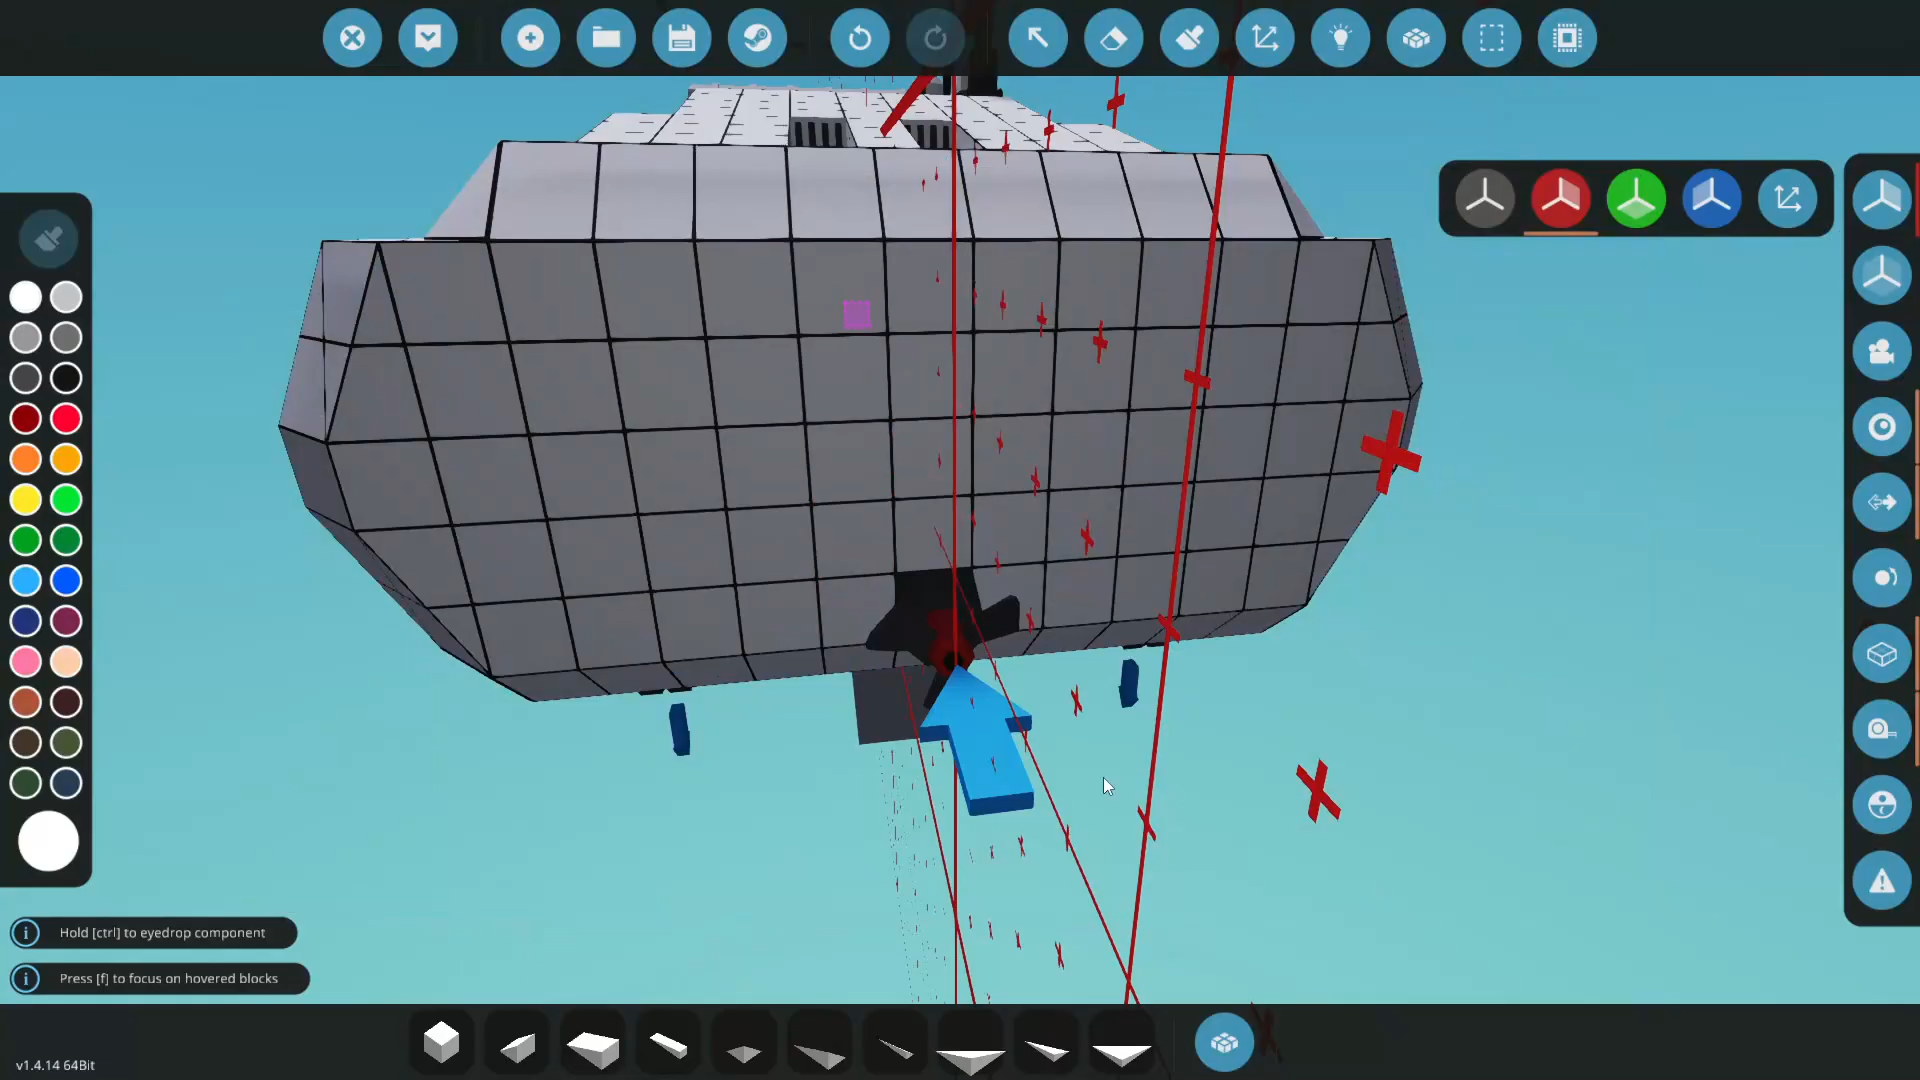 Hold [ctrl] to eyedrop component
Press [f] to focus on hovered blocks
v1.4.14 64Bit